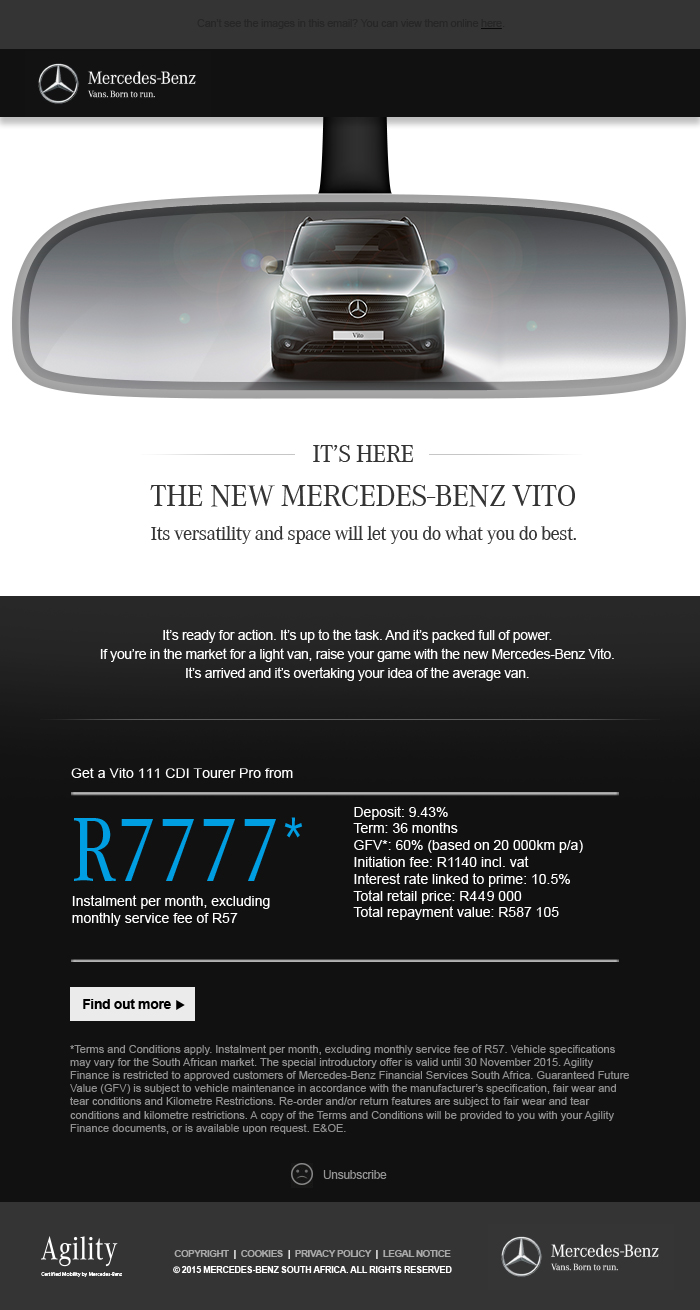 Can't see the images in this email? You can view them online here.
Mercedes-Benz
Vans. Born to run.
Vito
IT'S HERE
THE NEW MERCEDES-BENZ VITO
Its versatility and space will let you do what you do best.
It's ready for action. It's up to the task. And it's packed full of power.
If you're in the market for a light van, raise your game with the new Mercedes-Benz Vito.
It's arrived and it's overtaking your idea of the average van.
Get a Vito 111 CDI Tourer Pro from
R7777*
Instalment per month, excluding
monthly service fee of R57
Deposit: 9.43%
Term: 36 months
GFV*: 60% (based on 20 000km p/a)
Initiation fee: R1140 incl. vat
Interest rate linked to prime: 10.5%
Total retail price: R449 000
Total repayment value: R587 105
Find out more ▶
*Terms and Conditions apply. Instalment per month, excluding monthly service fee of R57. Vehicle specifications
may vary for the South African market. The special introductory offer is valid until 30 November 2015. Agility
Finance is restricted to approved customers of Mercedes-Benz Financial Services South Africa. Guaranteed Future
Value (GFV) is subject to vehicle maintenance in accordance with the manufacturer's specification, fair wear and
tear conditions and Kilometre Restrictions. Re-order and/or return features are subject to fair wear and tear
conditions and kilometre restrictions. A copy of the Terms and Conditions will be provided to you with your Agility
Finance documents, or is available upon request. E&OE.
Unsubscribe
Agility
Certified Mobility by Mercedes-Benz
COPYRIGHT | COOKIES | PRIVACY POLICY | LEGAL NOTICE
© 2015 MERCEDES-BENZ SOUTH AFRICA. ALL RIGHTS RESERVED
Mercedes-Benz
Vans. Born to run.